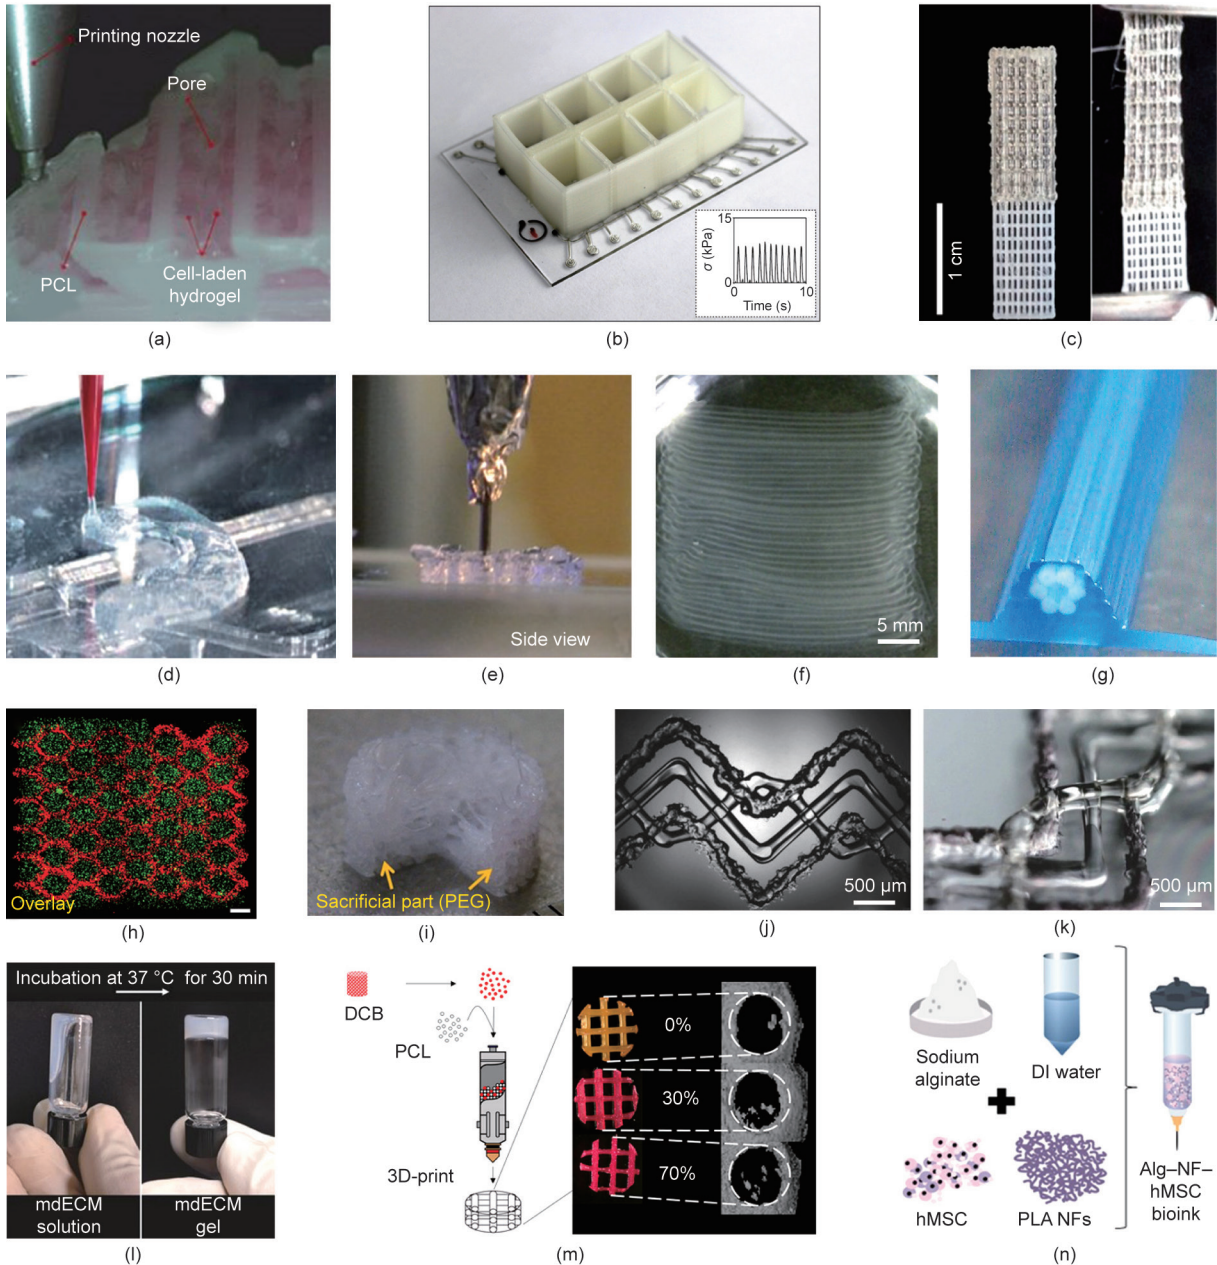 Printing nozzle
Pore
PCL
Cell-laden
hydrogel
(a)
15
σ (kPa)
0
0
10
Time (s)
(b)
1 cm
(c)
(d)
Side view
(e)
5 mm
(f)
(g)
Overlay
(h)
Sacrificial part (PEG)
(i)
500 μm
(j)
500 μm
(k)
Incubation at 37 °C for 30 min
mdECM
solution
mdECM
gel
(l)
DCB
PCL
3D-print
0%
30%
70%
(m)
Sodium
alginate
DI water
hMSC
PLA NFs
Alg–NF–
hMSC
bioink
(n)